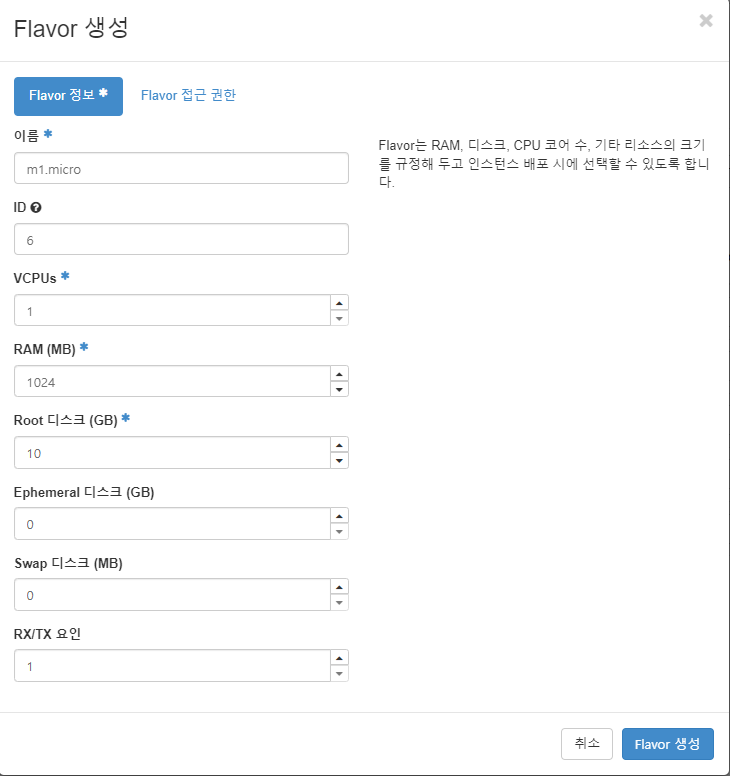 Flavor 생성
Flavor 정보 *
Flavor 접근 권한
이름 *
m1.micro
Flavor는 RAM, 디스크, CPU 코어 수, 기타 리소스의 크기
를 규정해 두고 인스턴스 배포 시에 선택할 수 있도록 합니
다.
ID ?
6
VCPUs *
1
RAM (MB) *
1024
Root 디스크 (GB) *
10
Ephemeral 디스크 (GB)
0
Swap 디스크 (MB)
0
RX/TX 요인
1
취소
Flavor 생성